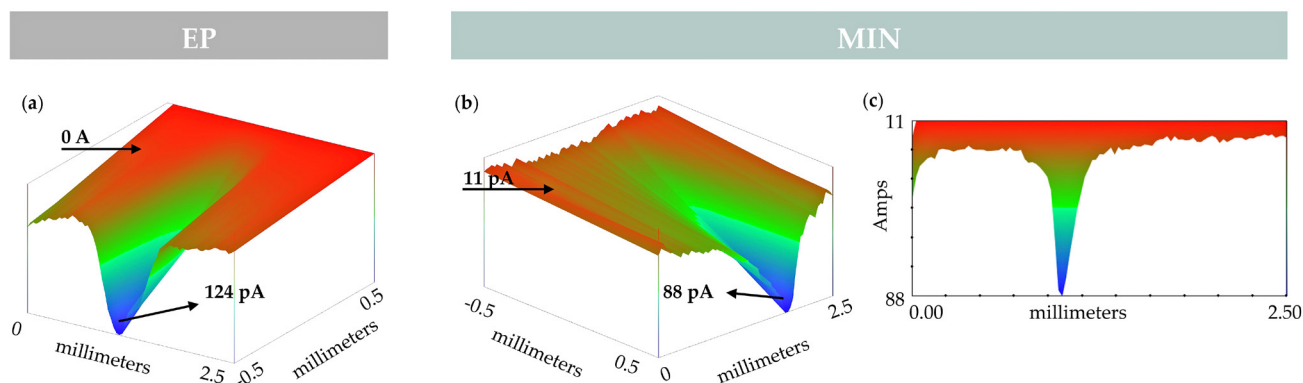 EP
MIN
(a)
0 A
124 pA
0
millimeters
2.5
-0.5
millimeters
0.5
(b)
11 pA
88 pA
-0.5
millimeters
0.5
0
millimeters
2.5
(c)
11
Amps
88
0.00
millimeters
2.50